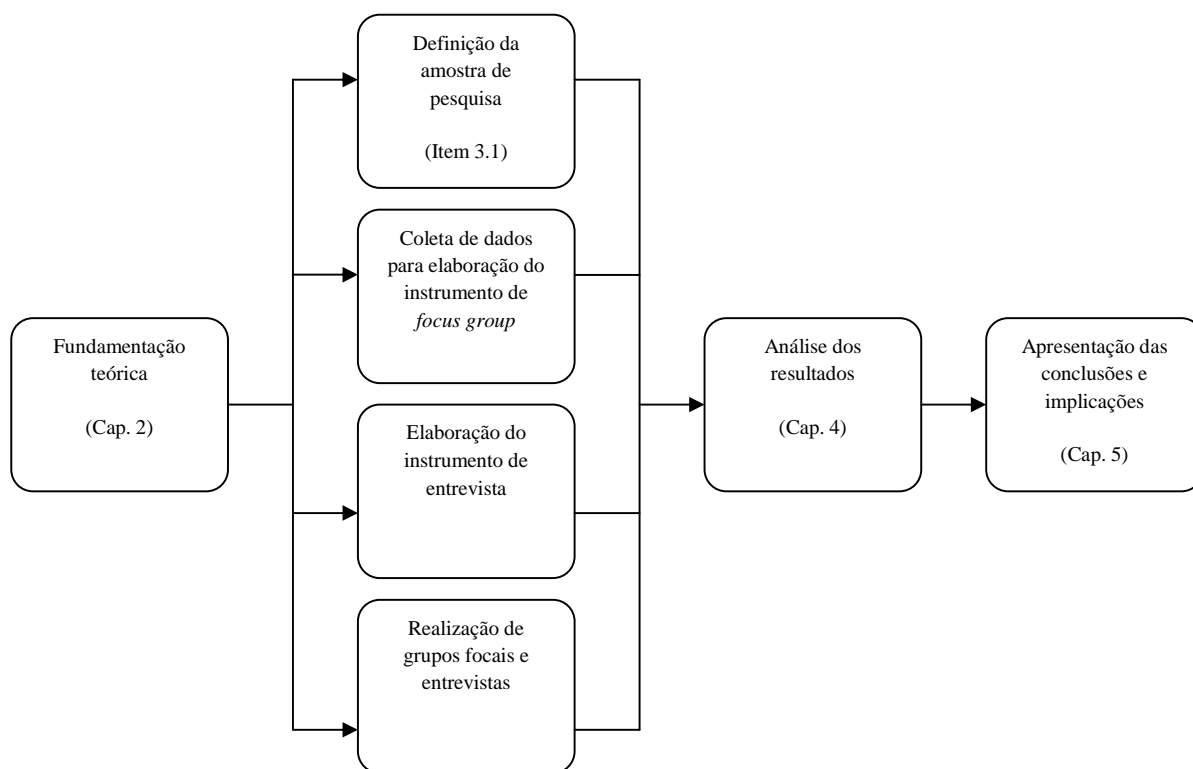 Fundamentação
teórica
(Cap. 2)
Definição da
amostra de
pesquisa
(Item 3.1)
Coleta de dados
para elaboração do
instrumento de
focus group
Elaboração do
instrumento de
entrevista
Realização de
grupos focais e
entrevistas
Análise dos
resultados
(Cap. 4)
Apresentação das
conclusões e
implicações
(Cap. 5)